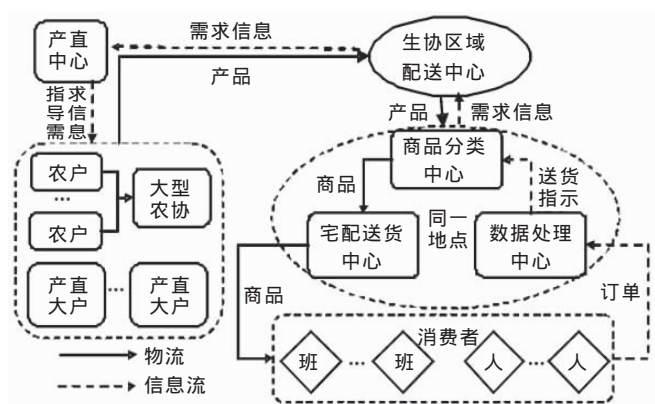 需求信息
产直
中心
生协区域
配送中心
产品
指求
导信
需息
产品
需求信息
农户
...
农户
大型
农协
商品分类
中心
商品
送货
指示
同一
地点
宅配送货
中心
数据处理
中心
产直
大户
...
产直
大户
商品
订单
消费者
班
...
班
人
...
人
物流
信息流